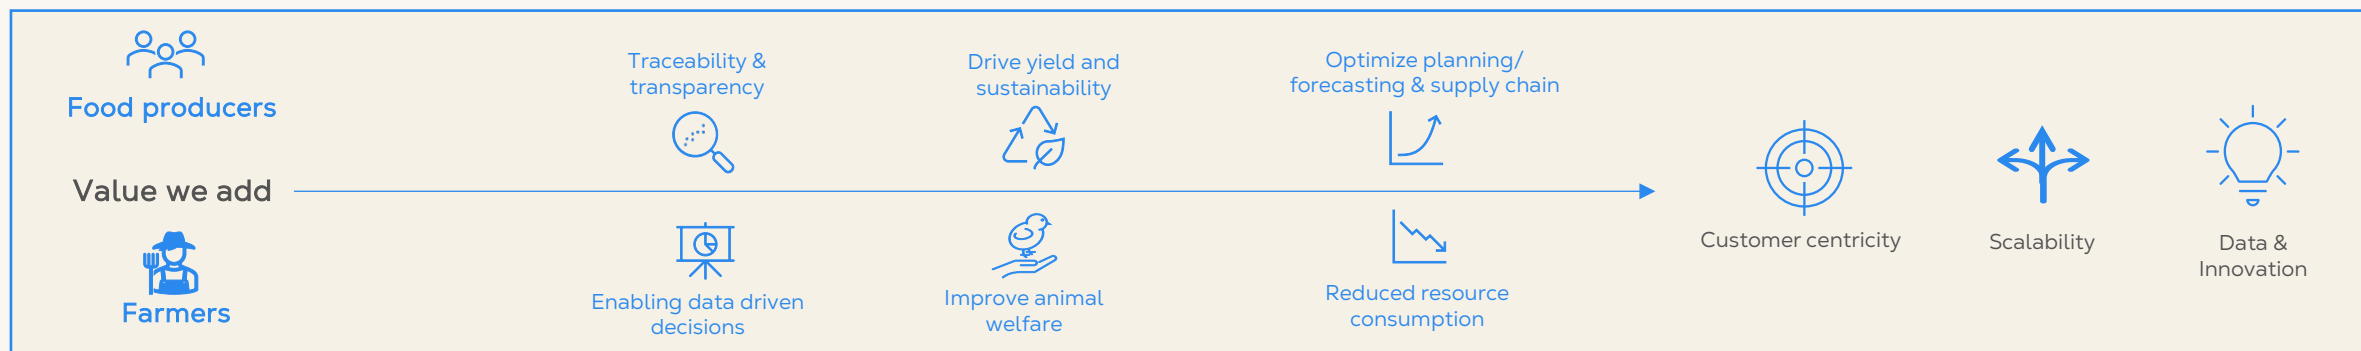 Food producers
Traceability &
transparency
Drive yield and
sustainability
Optimize planning/
forecasting & supply chain
Value we add
Customer centricity
Scalability
Data &
Innovation
Farmers
Enabling data driven
decisions
Improve animal
welfare
Reduced resource
consumption